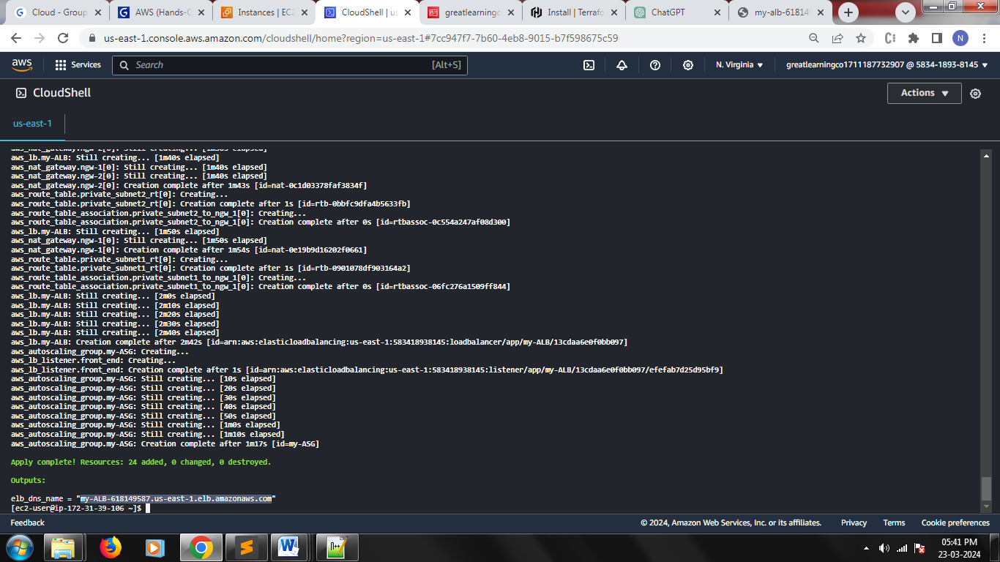 Cloud - Group
AWS (Hands-O
Instances | EC2
CloudShell | us
greatlearningc
Install | Terrafo
ChatGPT
my-alb-61814
us-east-1.console.aws.amazon.com/cloudshell/home?region=us-east-1#7cc947f7-7b60-4eb8-9015-b7f598675c59
N
aws
Services
Search
[Alt+S]
N. Virginia
greatlearningco1711187732907 @ 5834-1893-8145
CloudShell
Actions
us-east-1
aws_nat_gateway.ngw-2[0]: Still creating... [1m30s elapsed]
aws_lb.my-ALB: Still creating... [1m40s elapsed]
aws_nat_gateway.ngw-1[0]: Still creating... [1m40s elapsed]
aws_nat_gateway.ngw-2[0]: Still creating... [1m40s elapsed]
aws_nat_gateway.ngw-2[0]: Creation complete after 1m43s [id=nat-0c1d03378faf3834f]
aws_route_table.private_subnet2_rt[0]: Creating...
aws_route_table.private_subnet2_rt[0]: Creation complete after 1s [id=rtb-0bbfc9dfa4b5633fb]
aws_route_table_association.private_subnet2_to_ngw_1[0]: Creating...
aws_route_table_association.private_subnet2_to_ngw_1[0]: Creation complete after 0s [id=rtbassoc-0c554a247af08d300]
aws_lb.my-ALB: Still creating... [1m50s elapsed]
aws_nat_gateway.ngw-1[0]: Still creating... [1m50s elapsed]
aws_nat_gateway.ngw-1[0]: Creation complete after 1m54s [id=nat-0e19b9d16202f0661]
aws_route_table.private_subnet1_rt[0]: Creating...
aws_route_table.private_subnet1_rt[0]: Creation complete after 1s [id=rtb-0901078df903164a2]
aws_route_table_association.private_subnet1_to_ngw_1[0]: Creating...
aws_route_table_association.private_subnet1_to_ngw_1[0]: Creation complete after 0s [id=rtbassoc-06fc276a1509ff844]
aws_lb.my-ALB: Still creating... [2m0s elapsed]
aws_lb.my-ALB: Still creating... [2m10s elapsed]
aws_lb.my-ALB: Still creating... [2m20s elapsed]
aws_lb.my-ALB: Still creating... [2m30s elapsed]
aws_lb.my-ALB: Still creating... [2m40s elapsed]
aws_lb.my-ALB: Creation complete after 2m42s [id=arn:aws:elasticloadbalancing:us-east-1:583418938145:loadbalancer/app/my-ALB/13cdaa6e0f0bb097]
aws_autoscaling_group.my-ASG: Creating...
aws_lb_listener.front_end: Creating...
aws_lb_listener.front_end: Creation complete after 1s [id=arn:aws:elasticloadbalancing:us-east-1:583418938145:listener/app/my-ALB/13cdaa6e0f0bb097/efefab7d25d95bf9]
aws_autoscaling_group.my-ASG: Still creating... [10s elapsed]
aws_autoscaling_group.my-ASG: Still creating... [20s elapsed]
aws_autoscaling_group.my-ASG: Still creating... [30s elapsed]
aws_autoscaling_group.my-ASG: Still creating... [40s elapsed]
aws_autoscaling_group.my-ASG: Still creating... [50s elapsed]
aws_autoscaling_group.my-ASG: Still creating... [1m0s elapsed]
aws_autoscaling_group.my-ASG: Still creating... [1m10s elapsed]
aws_autoscaling_group.my-ASG: Creation complete after 1m17s [id=my-ASG]
Apply complete! Resources: 24 added, 0 changed, 0 destroyed.
Outputs:
elb_dns_name = "my-ALB-618149587.us-east-1.elb.amazonaws.com"
[ec2-user@ip-172-31-39-106 ~]$
Feedback
© 2024, Amazon Web Services, Inc. or its affiliates.
Privacy
Terms
Cookie preferences
05:41 PM
23-03-2024